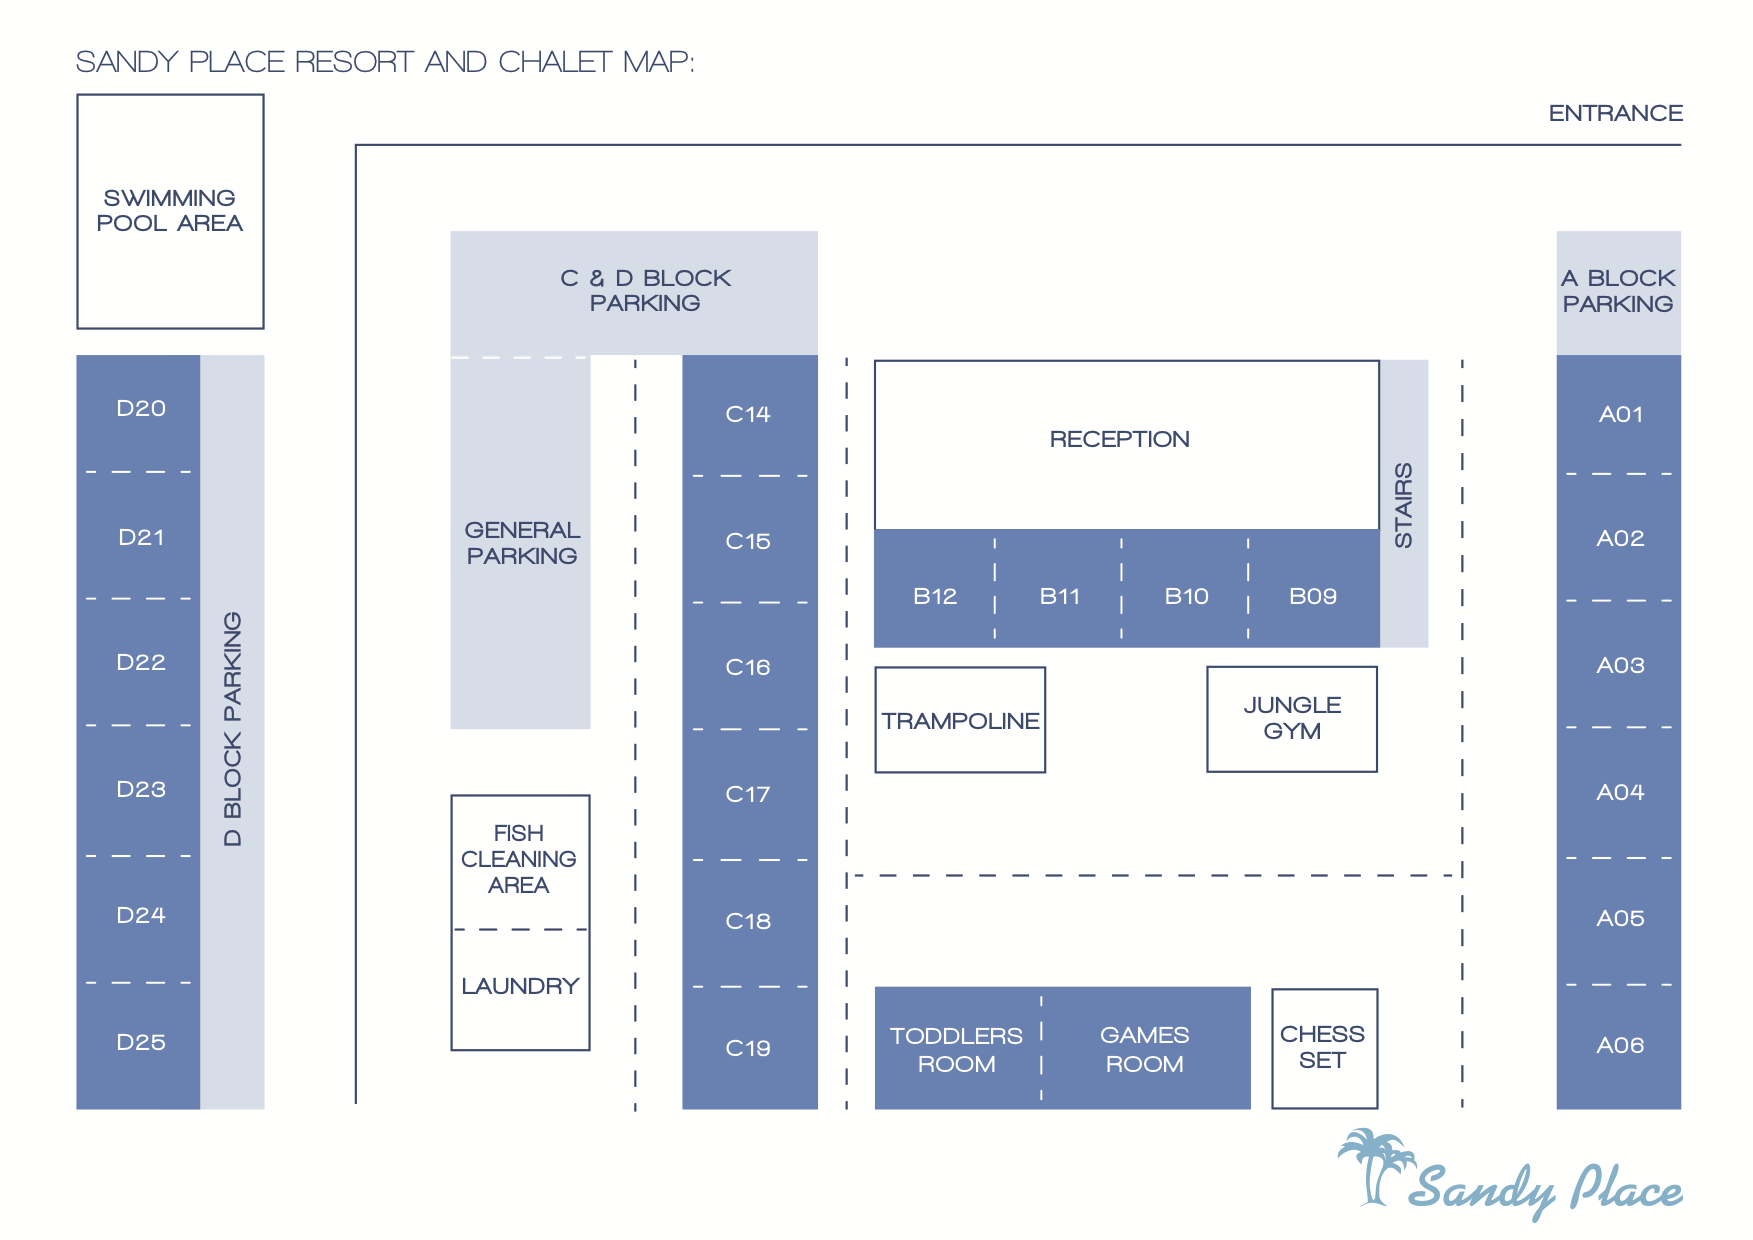 SANDY PLACE RESORT AND CHALET MAP:
ENTRANCE
SWIMMING
POOL AREA
C & D BLOCK
PARKING
A BLOCK
PARKING
D20
D21
D22
D23
D24
D25
D BLOCK PARKING
GENERAL
PARKING
FISH
CLEANING
AREA
LAUNDRY
C14
C15
C16
C17
C18
C19
RECEPTION
STAIRS
B12
B11
B10
B09
TRAMPOLINE
JUNGLE
GYM
TODDLERS
ROOM
GAMES
ROOM
CHESS
SET
A01
A02
A03
A04
A05
A06
Sandy Place